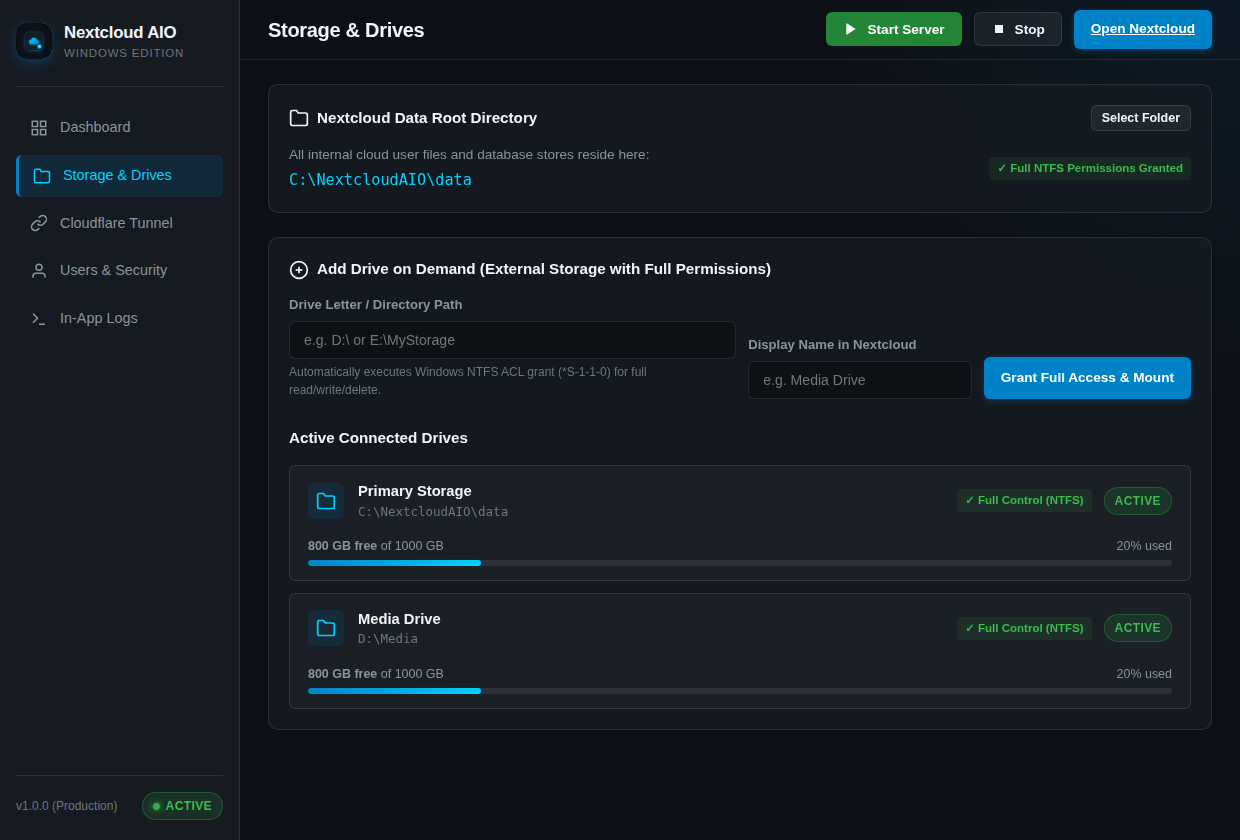 Nextcloud AIO
WINDOWS EDITION
Dashboard
Storage & Drives
Cloudflare Tunnel
Users & Security
In-App Logs
v1.0.0 (Production)
ACTIVE
Storage & Drives
Start Server
Stop
Open Nextcloud
Nextcloud Data Root Directory
Select Folder
All internal cloud user files and database stores reside here:
C:\NextcloudAIO\data
✓ Full NTFS Permissions Granted
Add Drive on Demand (External Storage with Full Permissions)
Drive Letter / Directory Path
e.g. D:\ or E:\MyStorage
Automatically executes Windows NTFS ACL grant (*S-1-1-0) for full
read/write/delete.
Display Name in Nextcloud
e.g. Media Drive
Grant Full Access & Mount
Active Connected Drives
Primary Storage
C:\NextcloudAIO\data
✓ Full Control (NTFS)
ACTIVE
800 GB free of 1000 GB
20% used
Media Drive
D:\Media
✓ Full Control (NTFS)
ACTIVE
800 GB free of 1000 GB
20% used